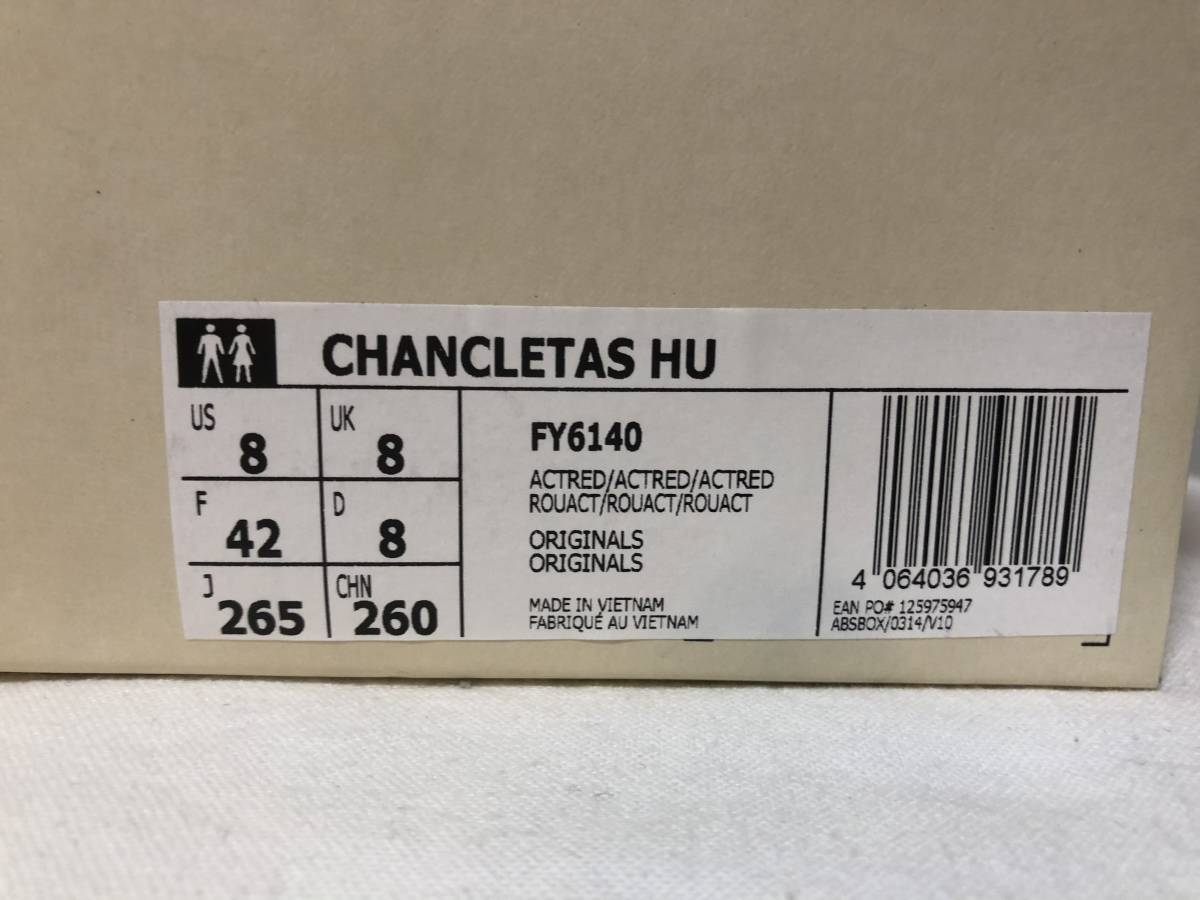 CHANCLETAS HU
US 8 UK 8
F 42 D 8
J 265 CHN 260
FY6140
ACTRED/ACTRED/ACTRED
ROUACT/ROUACT/ROUACT
ORIGINALS
ORIGINALS
MADE IN VIETNAM
FABRIQUÉ AU VIETNAM
4 064036 931789
EAN PO# 125975947
ABSBOX/0314/V10